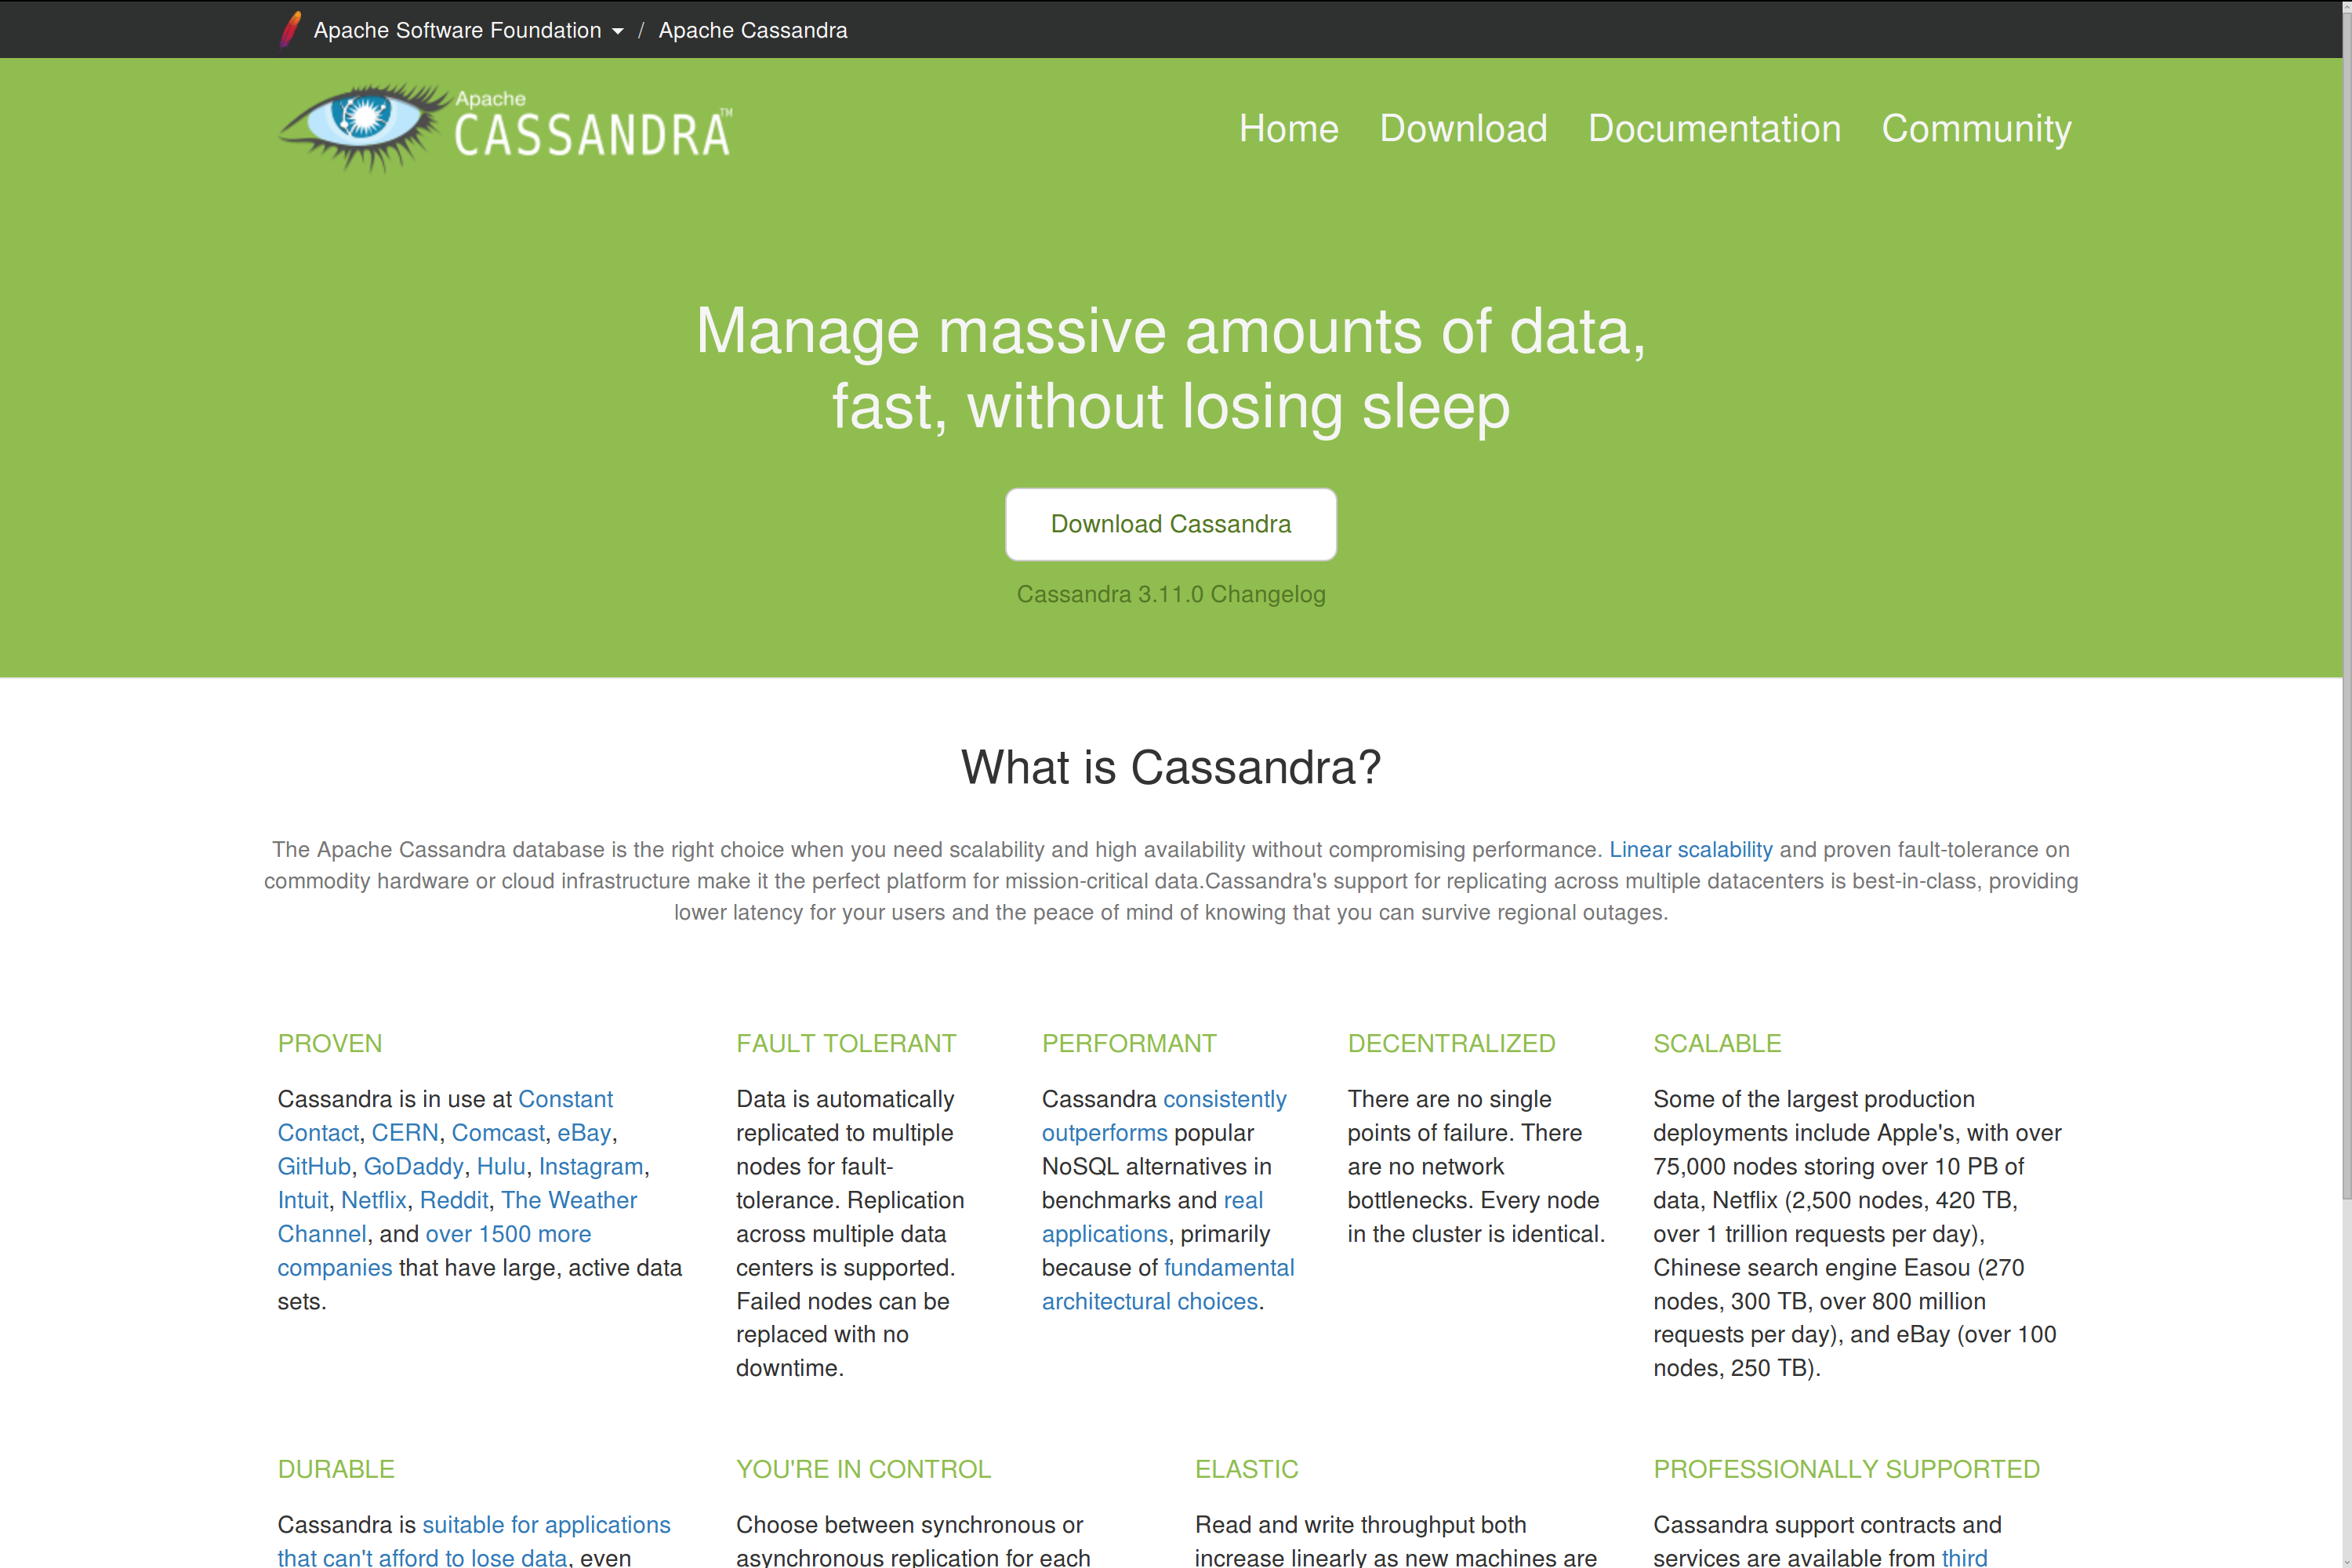 Apache Software Foundation / Apache Cassandra
Apache
CASSANDRA™
Home Download Documentation Community
Manage massive amounts of data,
fast, without losing sleep
Download Cassandra
Cassandra 3.11.0 Changelog
What is Cassandra?
The Apache Cassandra database is the right choice when you need scalability and high availability without compromising performance. Linear scalability and proven fault-tolerance on
commodity hardware or cloud infrastructure make it the perfect platform for mission-critical data.Cassandra's support for replicating across multiple datacenters is best-in-class, providing
lower latency for your users and the peace of mind of knowing that you can survive regional outages.
PROVEN
Cassandra is in use at Constant
Contact, CERN, Comcast, eBay,
GitHub, GoDaddy, Hulu, Instagram,
Intuit, Netflix, Reddit, The Weather
Channel, and over 1500 more
companies that have large, active data
sets.
FAULT TOLERANT
Data is automatically
replicated to multiple
nodes for fault-
tolerance. Replication
across multiple data
centers is supported.
Failed nodes can be
replaced with no
downtime.
PERFORMANT
Cassandra consistently
outperforms popular
NoSQL alternatives in
benchmarks and real
applications, primarily
because of fundamental
architectural choices.
DECENTRALIZED
There are no single
points of failure. There
are no network
bottlenecks. Every node
in the cluster is identical.
SCALABLE
Some of the largest production
deployments include Apple's, with over
75,000 nodes storing over 10 PB of
data, Netflix (2,500 nodes, 420 TB,
over 1 trillion requests per day),
Chinese search engine Easou (270
nodes, 300 TB, over 800 million
requests per day), and eBay (over 100
nodes, 250 TB).
DURABLE
Cassandra is suitable for applications
that can't afford to lose data, even
YOU'RE IN CONTROL
Choose between synchronous or
asynchronous replication for each
ELASTIC
Read and write throughput both
increase linearly as new machines are
PROFESSIONALLY SUPPORTED
Cassandra support contracts and
services are available from third